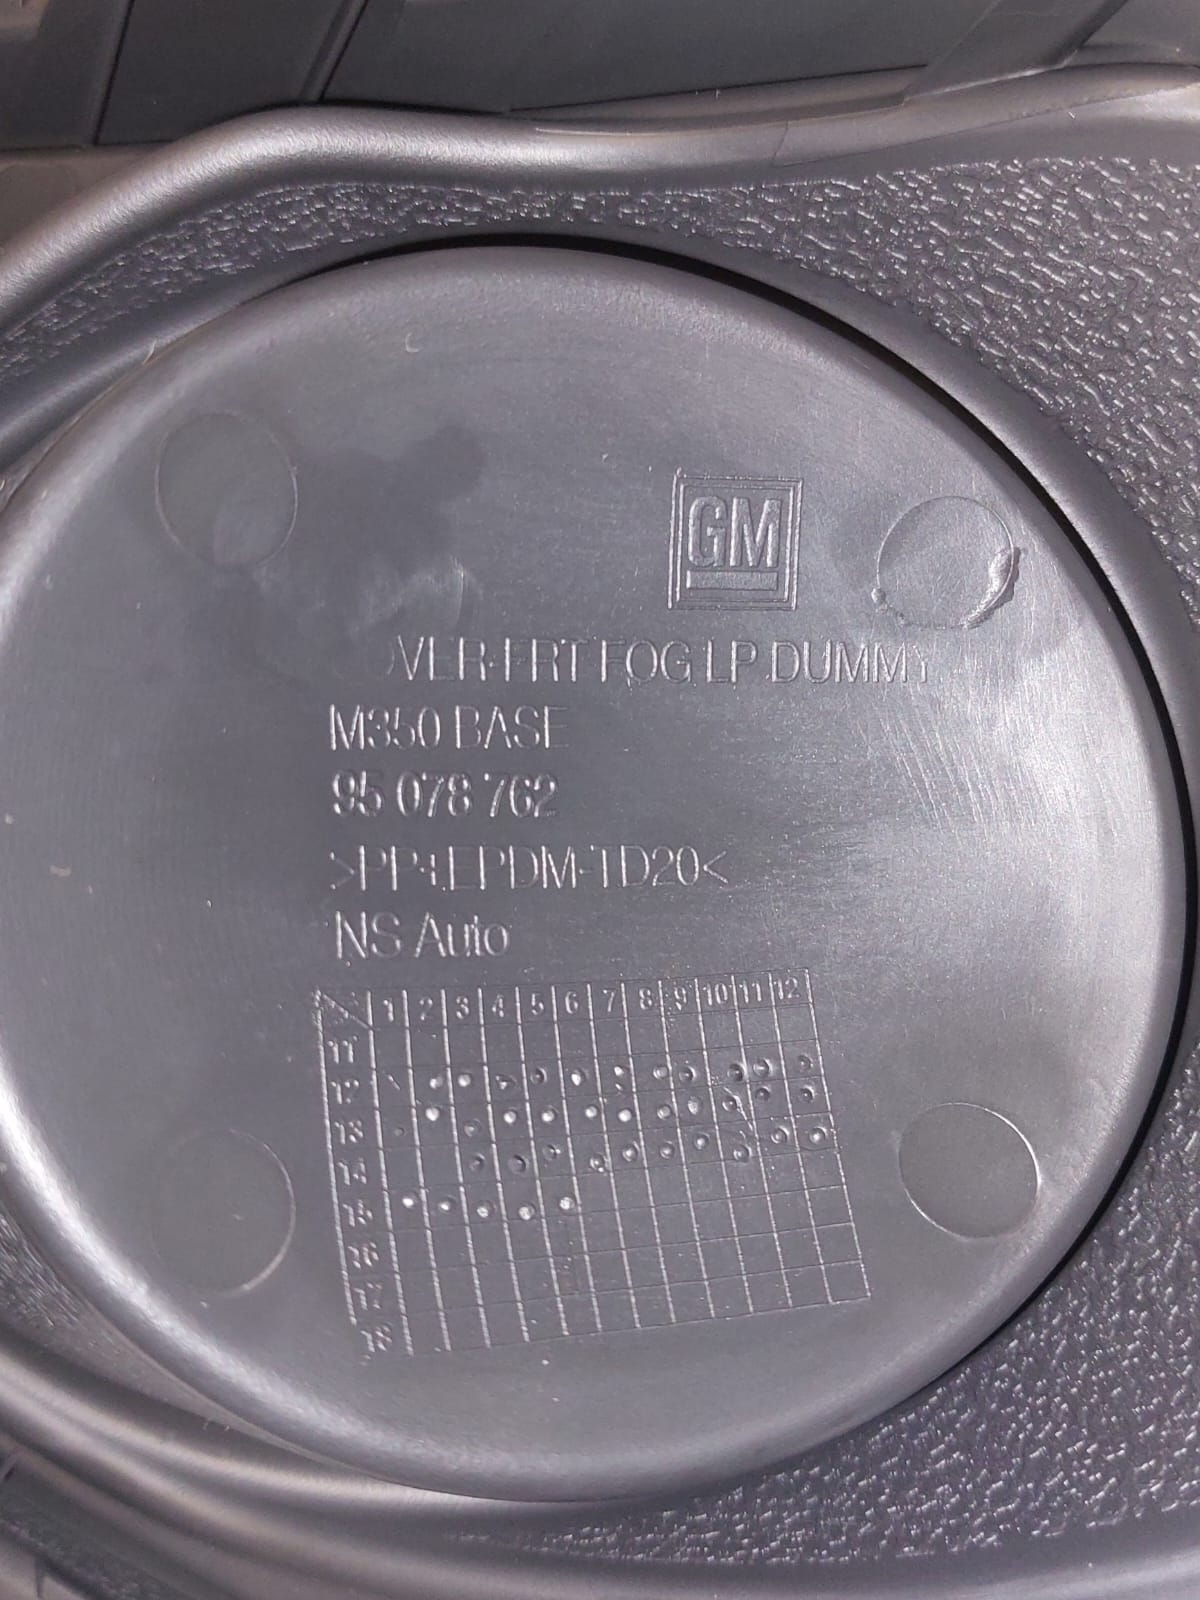 GM
OVER-FRT FOG LP DUMMY
M350 BASE
95 078 762
>PP+EPDM-TD20<
NS Auto
1 2 3 4 5 6 7 8 9 10 11 12
11
12
13
14
15
16
17
18